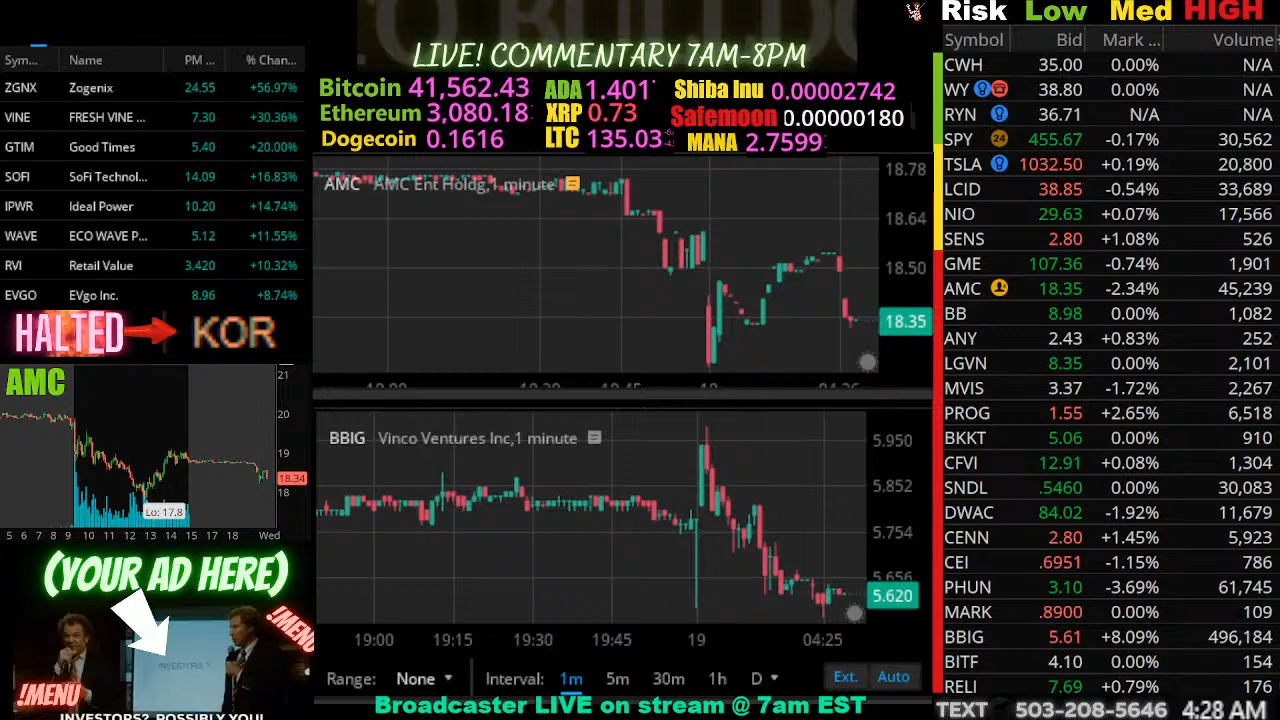 Sym... Name PM ... % Chan...
ZGNX Zogenix 24.55 +56.97%
VINE FRESH VINE ... 7.30 +30.36%
GTIM Good Times 5.40 +20.00%
SOFI SoFi Technol... 14.09 +16.83%
IPWR Ideal Power 10.20 +14.74%
WAVE ECO WAVE P... 5.12 +11.55%
RVI Retail Value 3.420 +10.32%
EVGO EVgo Inc. 8.96 +8.74%
HALTED KOR
AMC
21
20
19
18.34
18
Lo: 17.8
5 6 7 8 9 10 11 12 13 14 15 16 17 18 Wed
(YOUR AD HERE)
INVESTORS ?
!MENU
!MENU
INVESTORS? POSSIBLY YOU!
LIVE! COMMENTARY 7AM-8PM
Bitcoin 41,562.43 ADA 1.401 Shiba Inu 0.00002742
Ethereum 3,080.18 XRP 0.73 Safemoon 0.00000180
Dogecoin 0.1616 LTC 135.03 MANA 2.7599
AMC AMC Ent Holdg,1 minute
18.78
18.64
18.50
18.35
BBIG Vinco Ventures Inc,1 minute
5.950
5.852
5.754
5.656
5.620
19:00 19:15 19:30 19:45 19 04:25
Range: None Interval: 1m 5m 30m 1h D Ext. Auto
Broadcaster LIVE on stream @ 7am EST
Risk Low Med HIGH
Symbol Bid Mark ... Volume
CWH 35.00 0.00% N/A
WY 38.80 0.00% N/A
RYN 36.71 N/A N/A
SPY 24 455.67 -0.17% 30,562
TSLA 1032.50 +0.19% 20,800
LCID 38.85 -0.54% 33,689
NIO 29.63 +0.07% 17,566
SENS 2.80 +1.08% 526
GME 107.36 -0.74% 1,901
AMC 18.35 -2.34% 45,239
BB 8.98 0.00% 1,082
ANY 2.43 +0.83% 252
LGVN 8.35 0.00% 2,101
MVIS 3.37 -1.72% 2,267
PROG 1.55 +2.65% 6,518
BKKT 5.06 0.00% 910
CFVI 12.91 +0.08% 1,304
SNDL .5460 0.00% 30,083
DWAC 84.02 -1.92% 11,679
CENN 2.80 +1.45% 5,923
CEI .6951 -1.15% 786
PHUN 3.10 -3.69% 61,745
MARK .8900 0.00% 109
BBIG 5.61 +8.09% 496,184
BITF 4.10 0.00% 154
RELI 7.69 +0.79% 176
TEXT 503-208-5646 4:28 AM